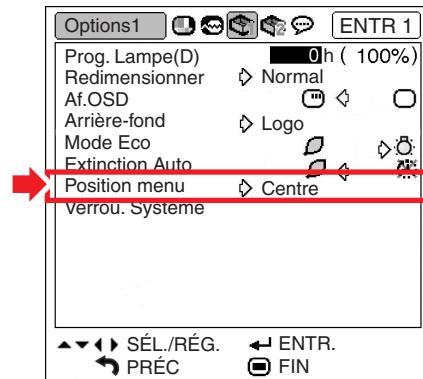 Options1 ENTR 1
Prog. Lampe(D) 0 h ( 100%)
Redimensionner Normal
Af.OSD
Arrière-fond Logo
Mode Eco
Extinction Auto
Position menu Centre
Verrou. Système
SÉL./RÉG. ENTR.
PRÉC FIN